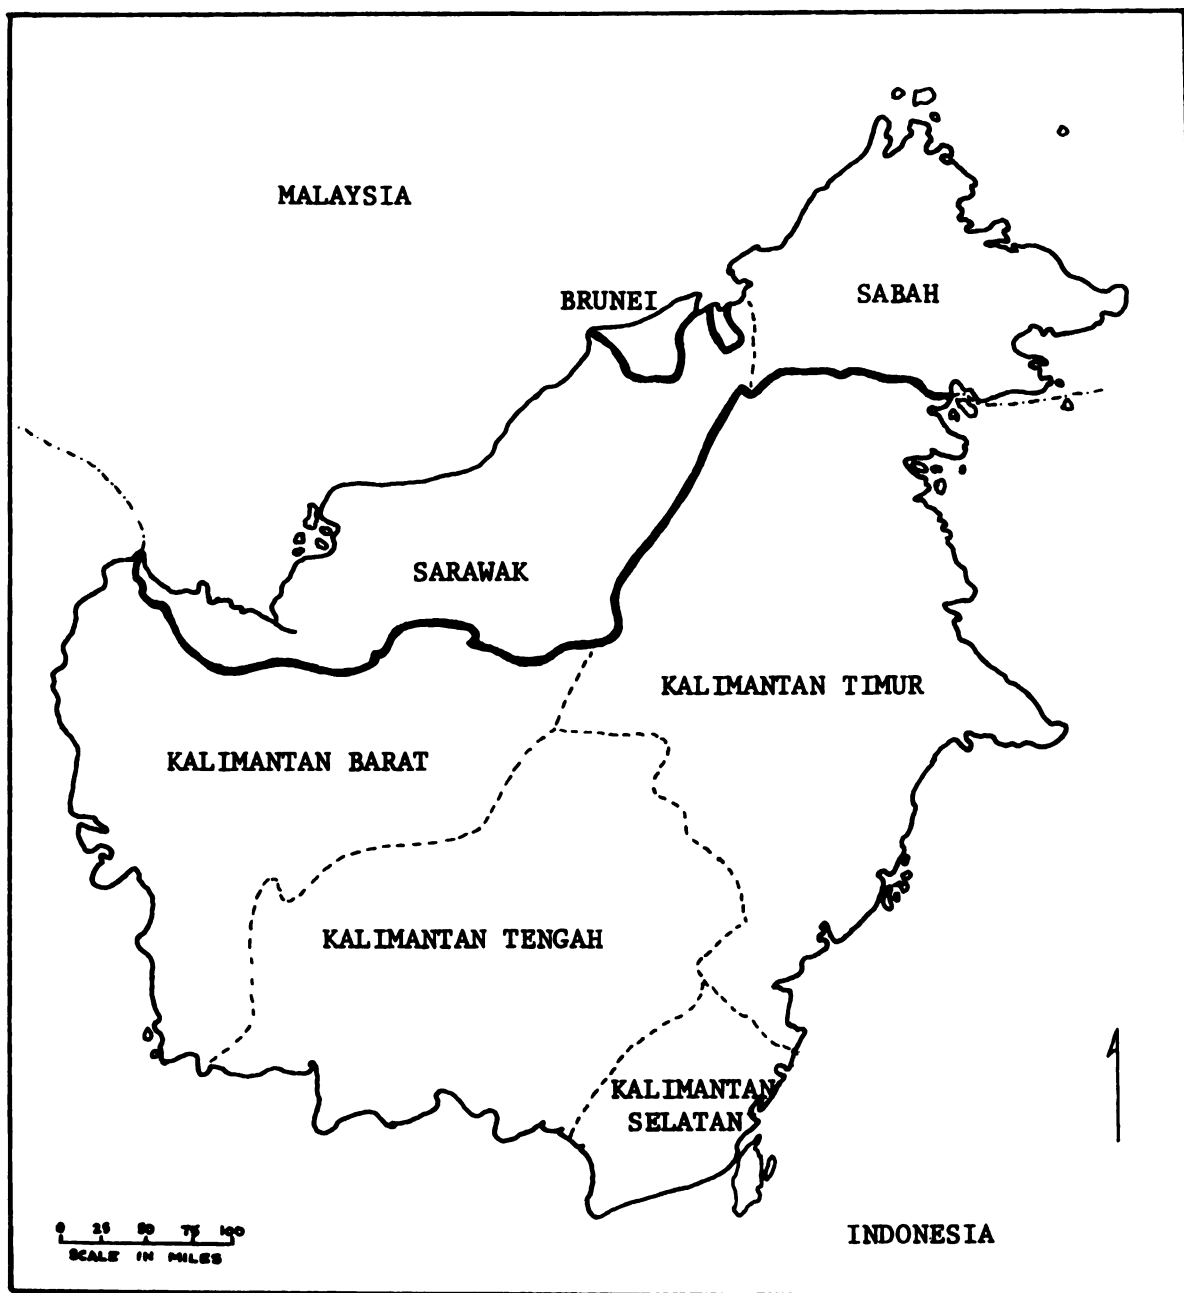 MALAYSIA
BRUNEI
SABAH
SARAWAK
KALIMANTAN TIMUR
KALIMANTAN BARAT
KALIMANTAN TENGAH
KALIMANTAN
SELATAN
INDONESIA
0 25 50 75 100
SCALE IN MILES